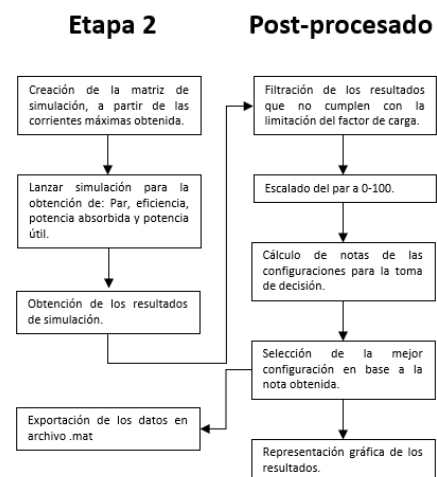 Etapa 2
Creación de la matriz de
simulación, a partir de las
corrientes máximas obtenida.
Lanzar simulación para la
obtención de: Par, eficiencia,
potencia absorbida y potencia
útil.
Obtención de los resultados
de simulación.
Exportación de los datos en
archivo .mat
Post-procesado
Filtración de los resultados
que no cumplen con la
limitación del factor de carga.
Escalado del par a 0-100.
Cálculo de notas de las
configuraciones para la toma
de decisión.
Selección de la mejor
configuración en base a la
nota obtenida.
Representación gráfica de los
resultados.